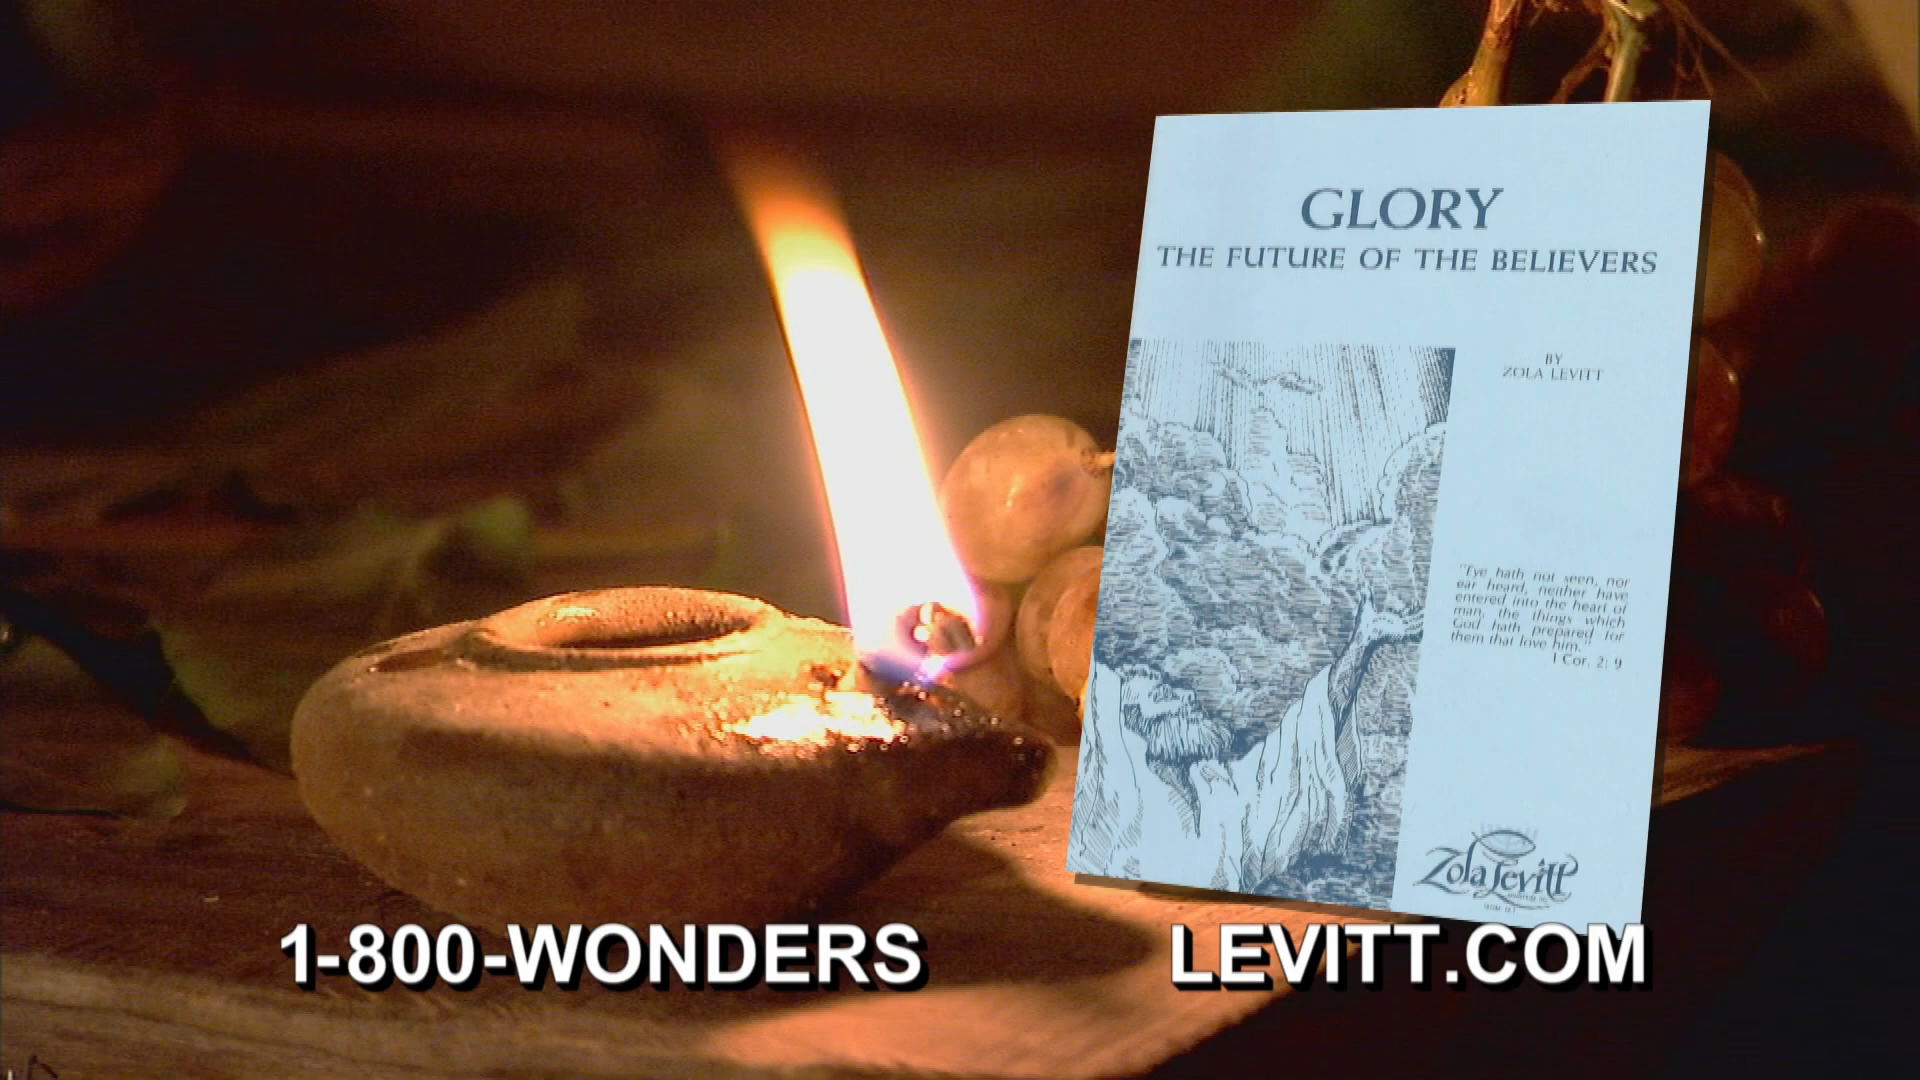 GLORY
THE FUTURE OF THE BELIEVERS
BY
ZOLA LEVITT
"Eye hath not seen, nor
ear heard, neither have
entered into the heart of
man, the things which
God hath prepared for
them that love him."
I Cor. 2: 9
Zola Levitt
1-800-WONDERS
LEVITT.COM